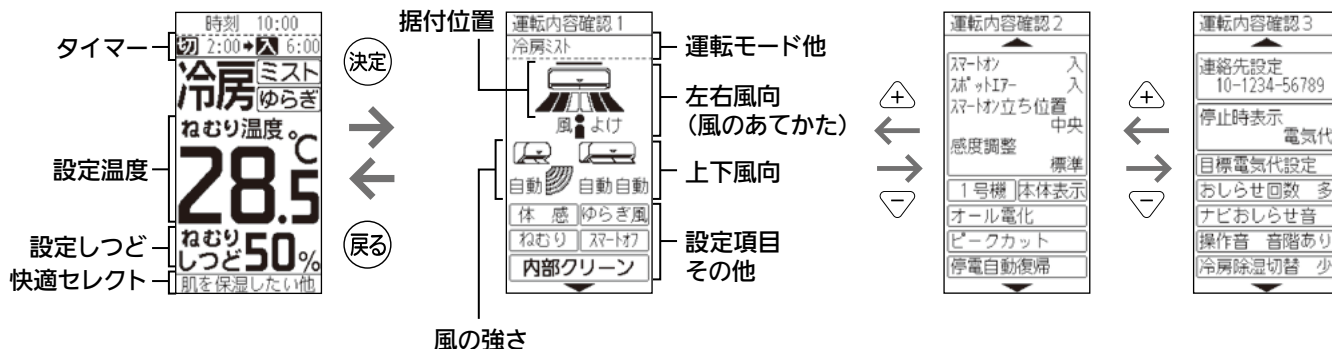 タイマー
設定温度
設定しつど
快適セレクト
時刻 10:00
切 2:00➜入 6:00
冷房 ミスト
ゆらぎ
ねむり温度
28.5℃
ねむり
しつど 50%
肌を保湿したい他
決定
戻る
据付位置
運転内容確認1
冷房ミスト
風よけ
自動 自動自動
体 感 ゆらぎ風
ねむり スマートオフ
内部クリーン
風の強さ
運転モード他
左右風向
(風のあてかた)
上下風向
設定項目
その他
+
−
運転内容確認2
スマートオン 入
スポットエアー 入
スマートオン立ち位置
中央
感度調整
標準
1号機 本体表示
オール電化
ピークカット
停電自動復帰
+
−
運転内容確認3
連絡先設定
10-1234-56789
停止時表示
電気代
目標電気代設定
おしらせ回数 多
ナビおしらせ音
操作音 音階あり
冷房除湿切替 少